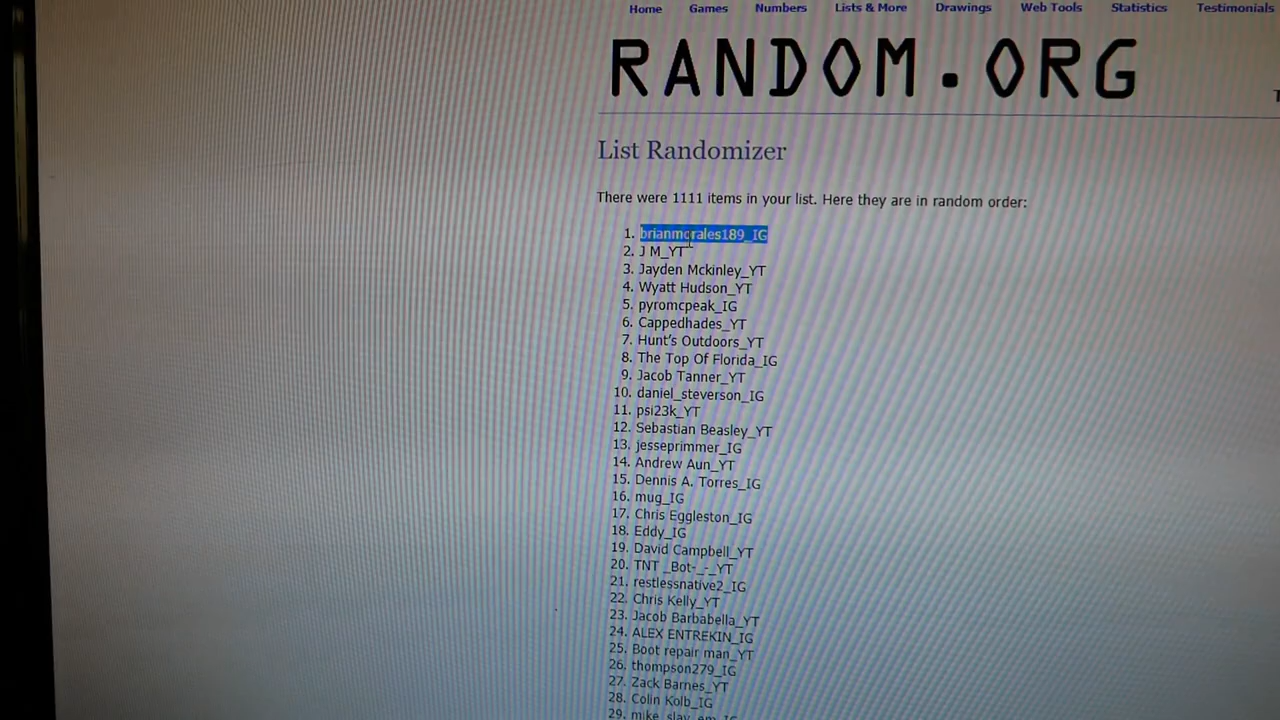 Home Games Numbers Lists & More Drawings Web Tools Statistics Testimonials
RANDOM.ORG
List Randomizer
There were 1111 items in your list. Here they are in random order:
1. brianmorales189_IG
2. J M_YT
3. Jayden Mckinley_YT
4. Wyatt Hudson_YT
5. pyromcpeak_IG
6. Cappedhades_YT
7. Hunt's Outdoors_YT
8. The Top Of Florida_IG
9. Jacob Tanner_YT
10. daniel_steverson_IG
11. psi23k_YT
12. Sebastian Beasley_YT
13. jesseprimmer_IG
14. Andrew Aun_YT
15. Dennis A. Torres_IG
16. mug_IG
17. Chris Eggleston_IG
18. Eddy_IG
19. David Campbell_YT
20. TNT _Bot-_-_YT
21. restlessnative2_IG
22. Chris Kelly_YT
23. Jacob Barbabella_YT
24. ALEX ENTREKIN_IG
25. Boot repair man_YT
26. thompson279_IG
27. Zack Barnes_YT
28. Colin Kolb_IG
29. mike_slay_em_IG